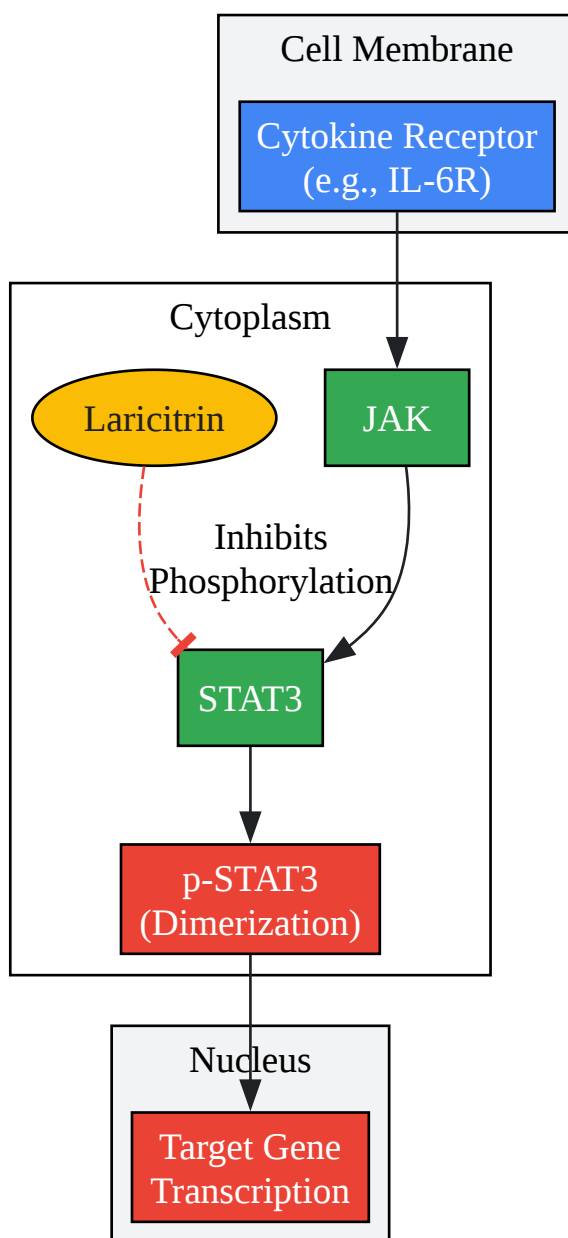 Cell Membrane
Cytokine Receptor
(e.g., IL-6R)
Cytoplasm
Laricitrin
JAK
Inhibits
Phosphorylation
STAT3
p-STAT3
(Dimerization)
Nucleus
Target Gene
Transcription